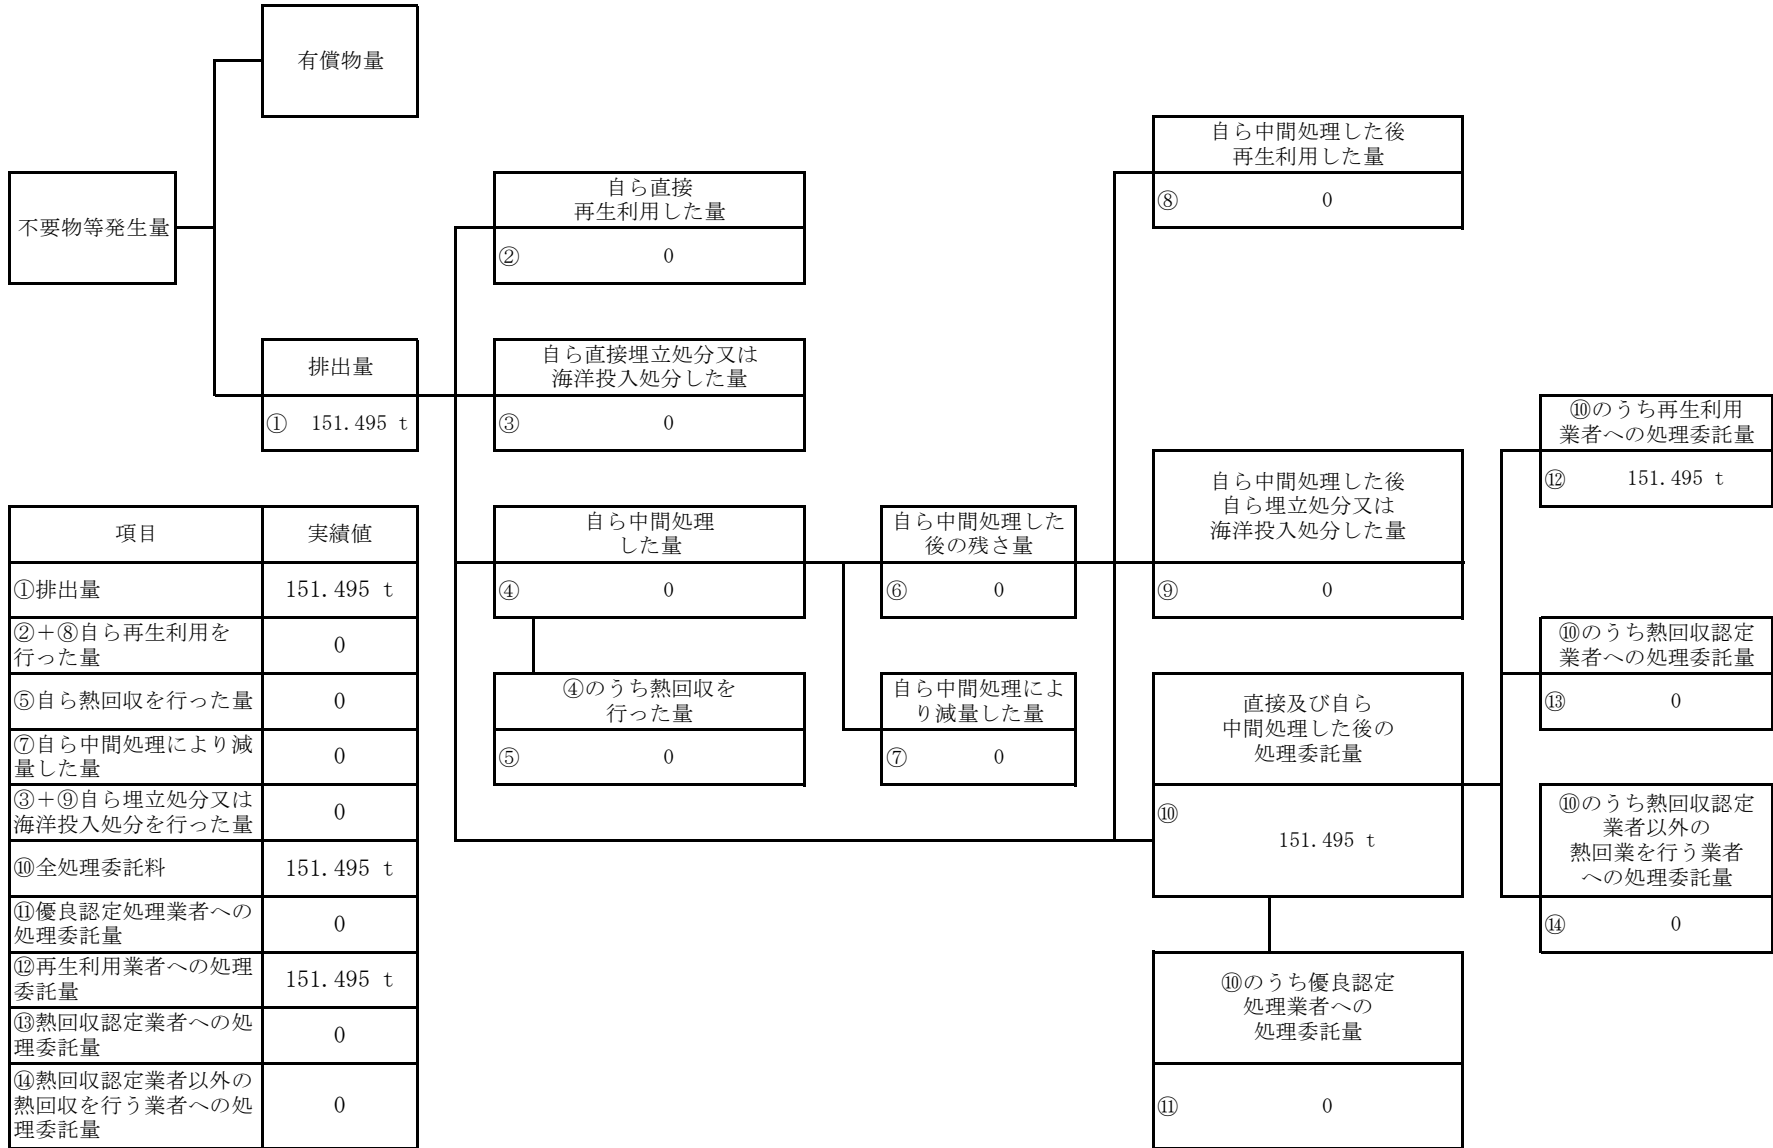 有償物量
不要物等発生量
排出量
① 151.495 t
自ら直接
再生利用した量
② 0
自ら直接埋立処分又は
海洋投入処分した量
③ 0
自ら中間処理
した量
④ 0
④のうち熱回収を
行った量
⑤ 0
自ら中間処理した
後の残さ量
⑥ 0
自ら中間処理によ
り減量した量
⑦ 0
自ら中間処理した後
再生利用した量
⑧ 0
自ら中間処理した後
自ら埋立処分又は
海洋投入処分した量
⑨ 0
直接及び自ら
中間処理した後の
処理委託量
⑩
151.495 t
⑩のうち優良認定
処理業者への
処理委託量
⑪ 0
⑩のうち再生利用
業者への処理委託量
⑫ 151.495 t
⑩のうち熱回収認定
業者への処理委託量
⑬ 0
⑩のうち熱回収認定
業者以外の
熱回業を行う業者
への処理委託量
⑭ 0
項目 実績値
①排出量 151.495 t
②＋⑧自ら再生利用を
行った量 0
⑤自ら熱回収を行った量 0
⑦自ら中間処理により減
量した量 0
③＋⑨自ら埋立処分又は
海洋投入処分を行った量 0
⑩全処理委託料 151.495 t
⑪優良認定処理業者への
処理委託量 0
⑫再生利用業者への処理
委託量 151.495 t
⑬熱回収認定業者への処
理委託量 0
⑭熱回収認定業者以外の
熱回収を行う業者への処
理委託量 0